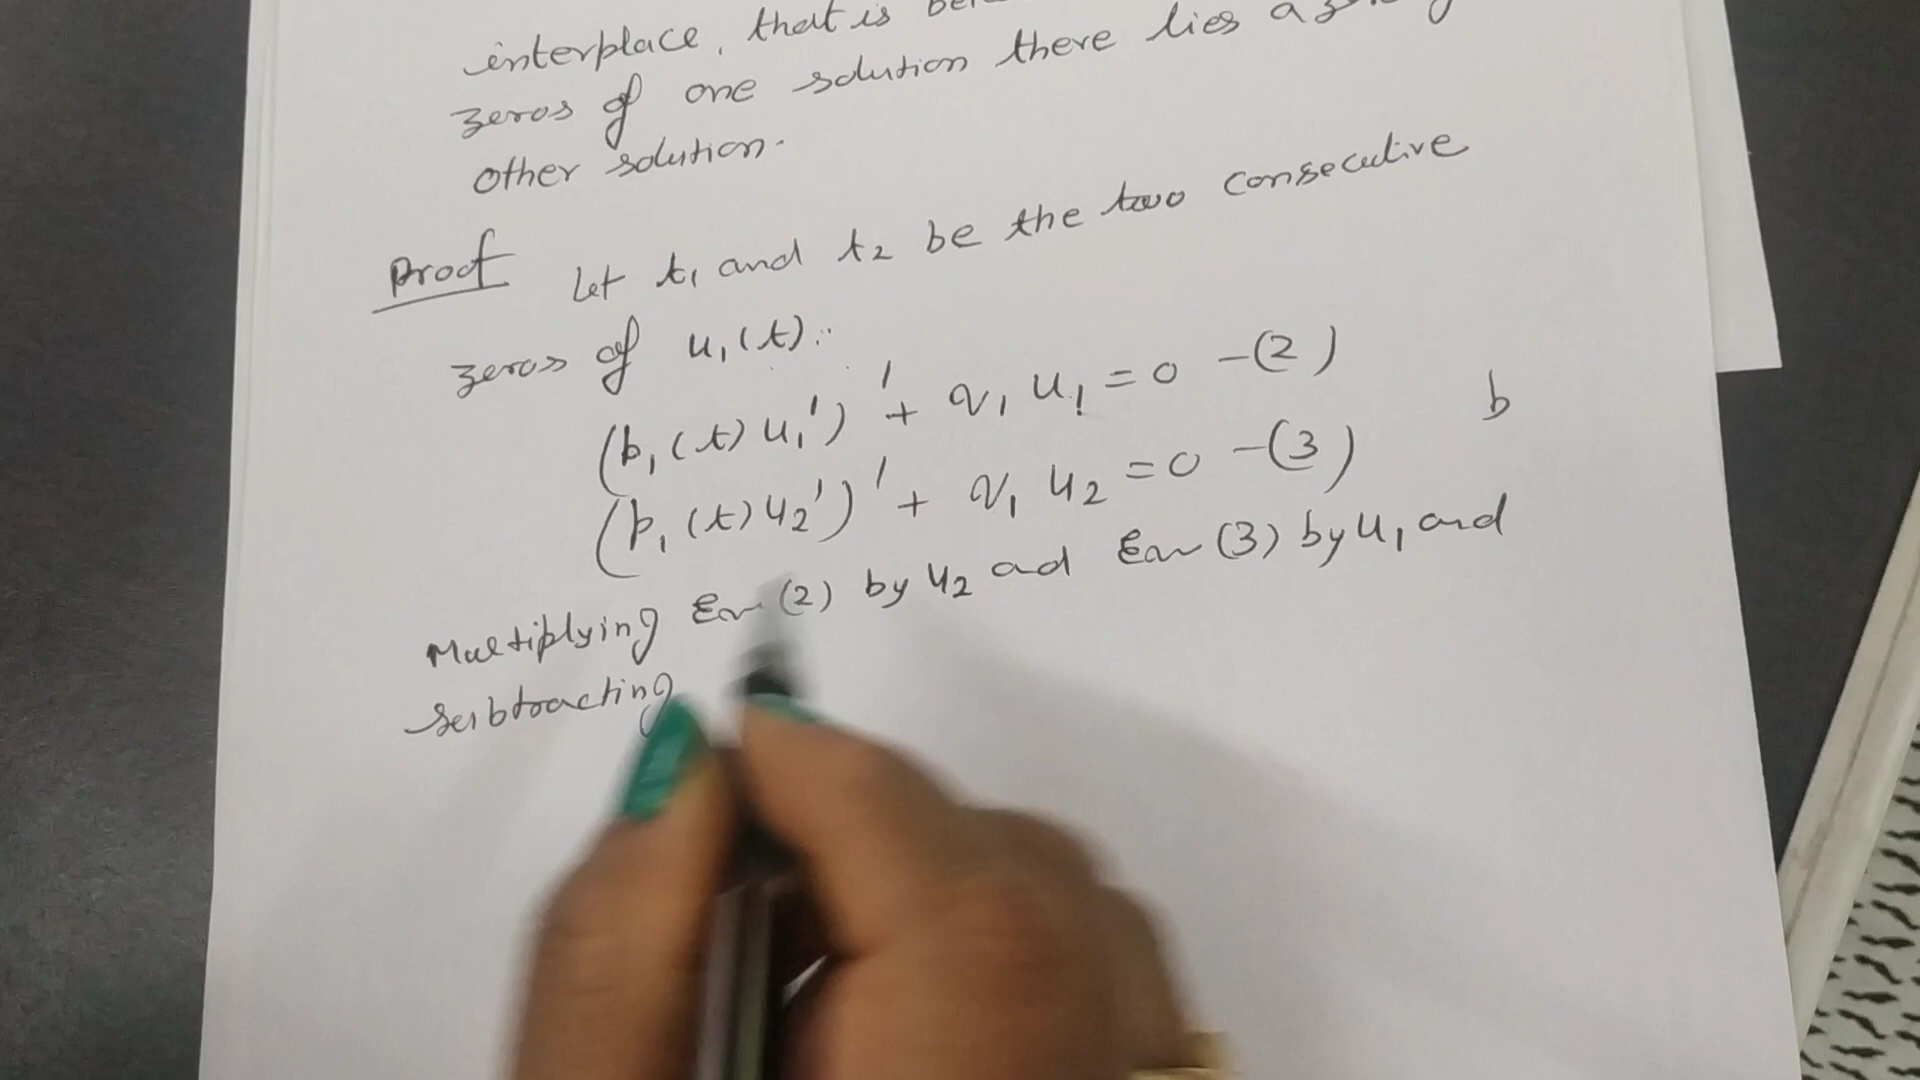 interplace, that is
zeros of one solution there lies a
other solution.
Proof Let t₁ and t₂ be the two consecutive
zeros of u₁(t).
(p₁(t) u₁')' + q₁ u₁ = 0 -(2)
(p₁(t) u₂')' + q₁ u₂ = 0 -(3)
b
Multiplying Eqn (2) by u₂ ad Eqn (3) by u₁ and
subtracting